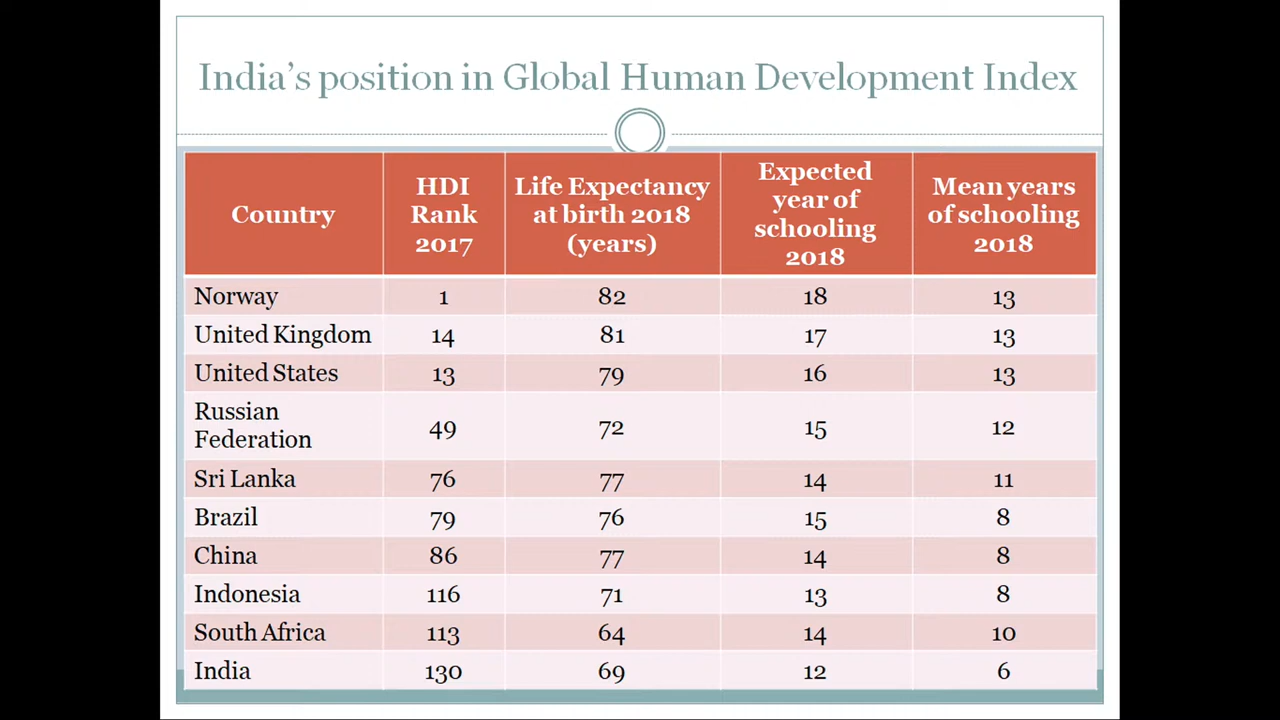 India's position in Global Human Development Index
Country HDI Rank 2017 Life Expectancy at birth 2018 (years) Expected year of schooling 2018 Mean years of schooling 2018
Norway 1 82 18 13
United Kingdom 14 81 17 13
United States 13 79 16 13
Russian Federation 49 72 15 12
Sri Lanka 76 77 14 11
Brazil 79 76 15 8
China 86 77 14 8
Indonesia 116 71 13 8
South Africa 113 64 14 10
India 130 69 12 6